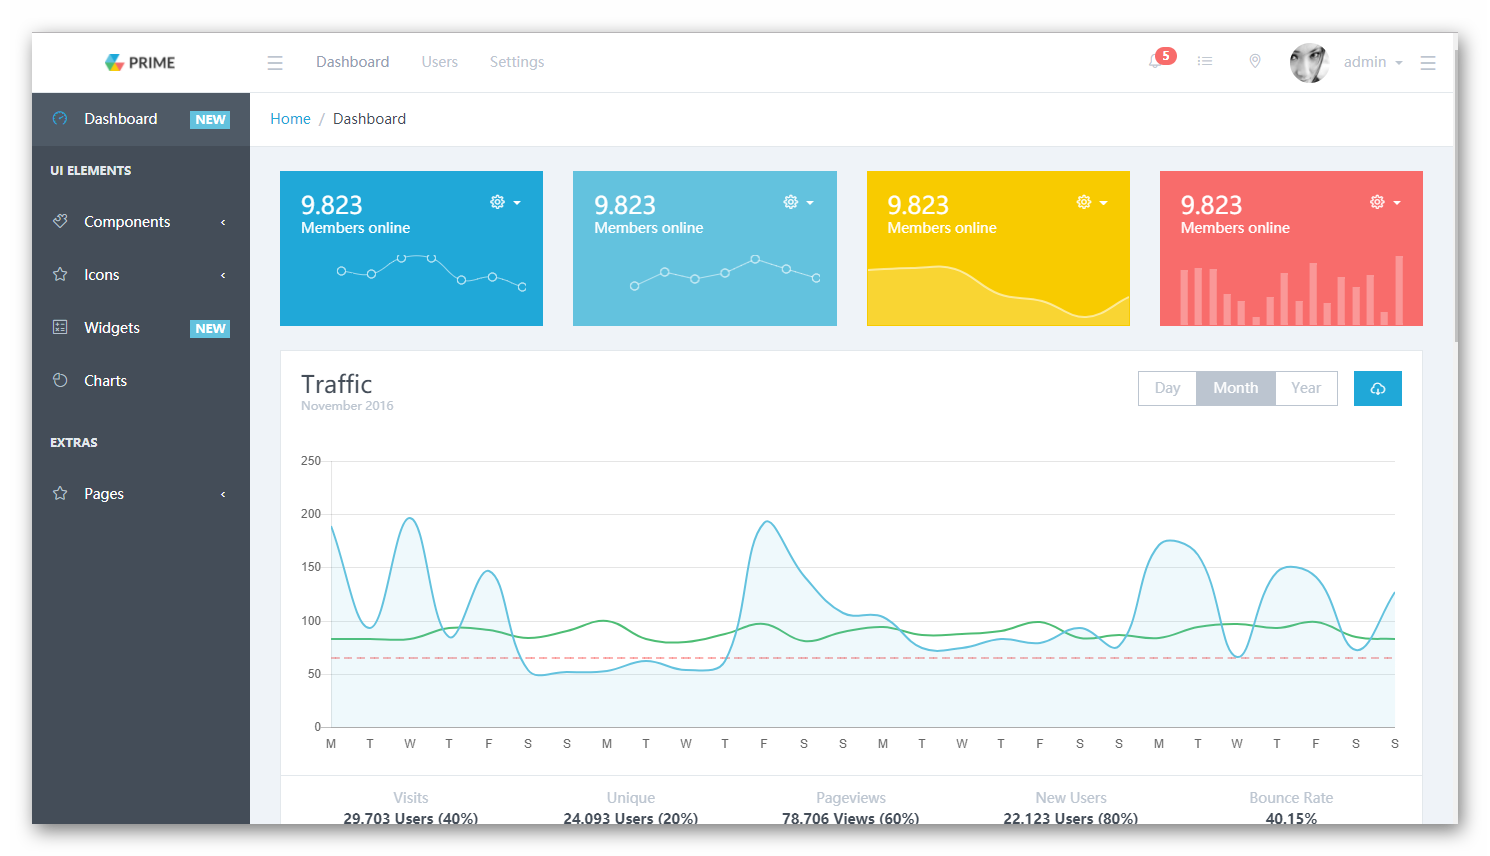 PRIME
Dashboard Users Settings
5
admin
Dashboard NEW
Home / Dashboard
UI ELEMENTS
Components
Icons
Widgets NEW
Charts
EXTRAS
Pages
9.823
Members online
9.823
Members online
9.823
Members online
9.823
Members online
Traffic
November 2016
Day Month Year
250
200
150
100
50
0
M T W T F S S M T W T F S S M T W T F S S M T W T F S S
Visits Unique Pageviews New Users Bounce Rate
29.703 Users (40%) 24.093 Users (20%) 78.706 Views (60%) 22.123 Users (80%) 40.15%